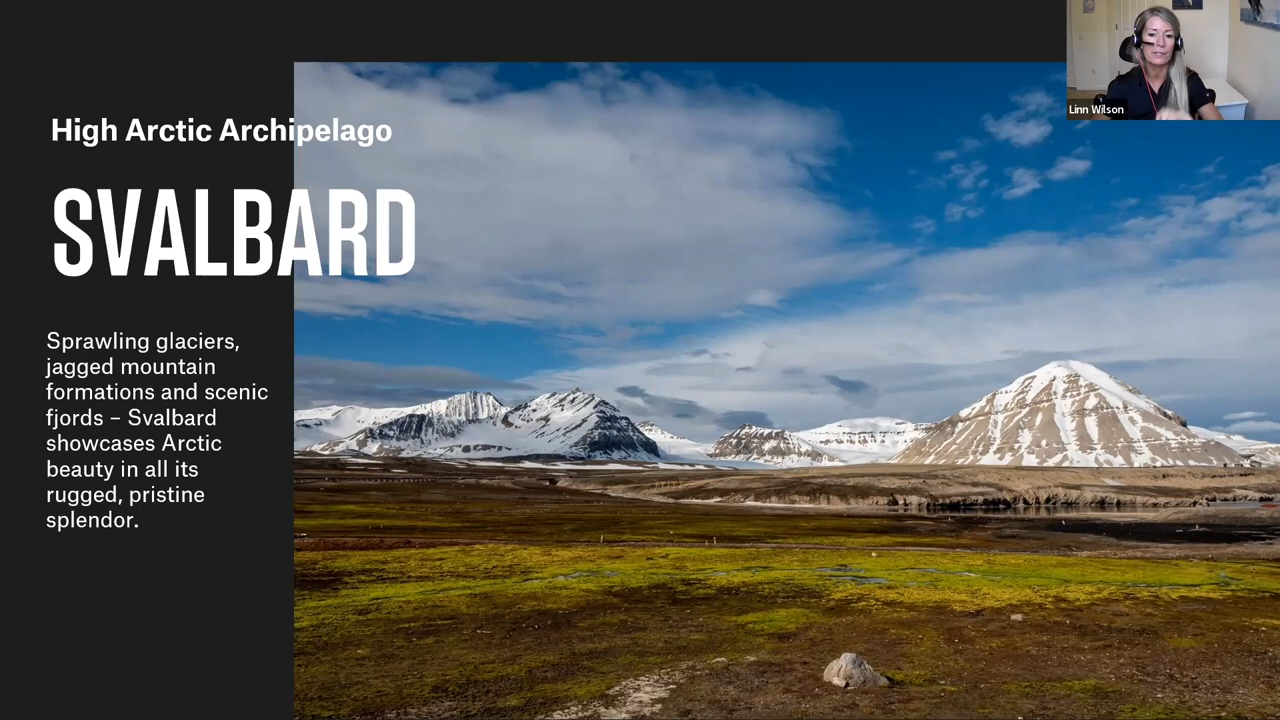 Linn Wilson
High Arctic Archipelago
SVALBARD
Sprawling glaciers,
jagged mountain
formations and scenic
fjords – Svalbard
showcases Arctic
beauty in all its
rugged, pristine
splendor.